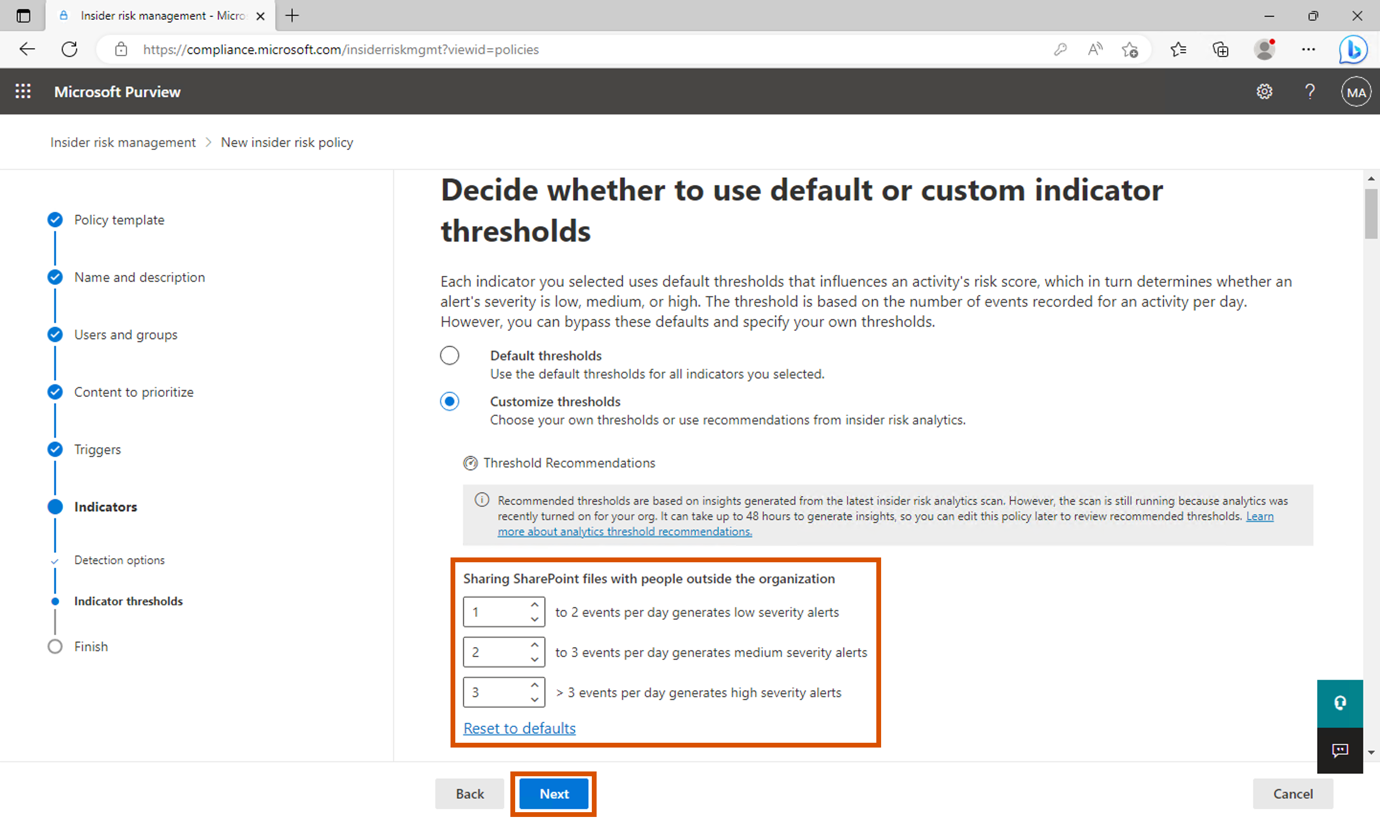 Insider risk management - Micro
https://compliance.microsoft.com/insiderriskmgmt?viewid=policies
Microsoft Purview
?
MA
Insider risk management > New insider risk policy
Policy template
Name and description
Users and groups
Content to prioritize
Triggers
Indicators
Detection options
Indicator thresholds
Finish
Decide whether to use default or custom indicator
thresholds
Each indicator you selected uses default thresholds that influences an activity's risk score, which in turn determines whether an
alert's severity is low, medium, or high. The threshold is based on the number of events recorded for an activity per day.
However, you can bypass these defaults and specify your own thresholds.
Default thresholds
Use the default thresholds for all indicators you selected.
Customize thresholds
Choose your own thresholds or use recommendations from insider risk analytics.
Threshold Recommendations
Recommended thresholds are based on insights generated from the latest insider risk analytics scan. However, the scan is still running because analytics was
recently turned on for your org. It can take up to 48 hours to generate insights, so you can edit this policy later to review recommended thresholds. Learn
more about analytics threshold recommendations.
Sharing SharePoint files with people outside the organization
1 to 2 events per day generates low severity alerts
2 to 3 events per day generates medium severity alerts
3 > 3 events per day generates high severity alerts
Reset to defaults
Back
Next
Cancel